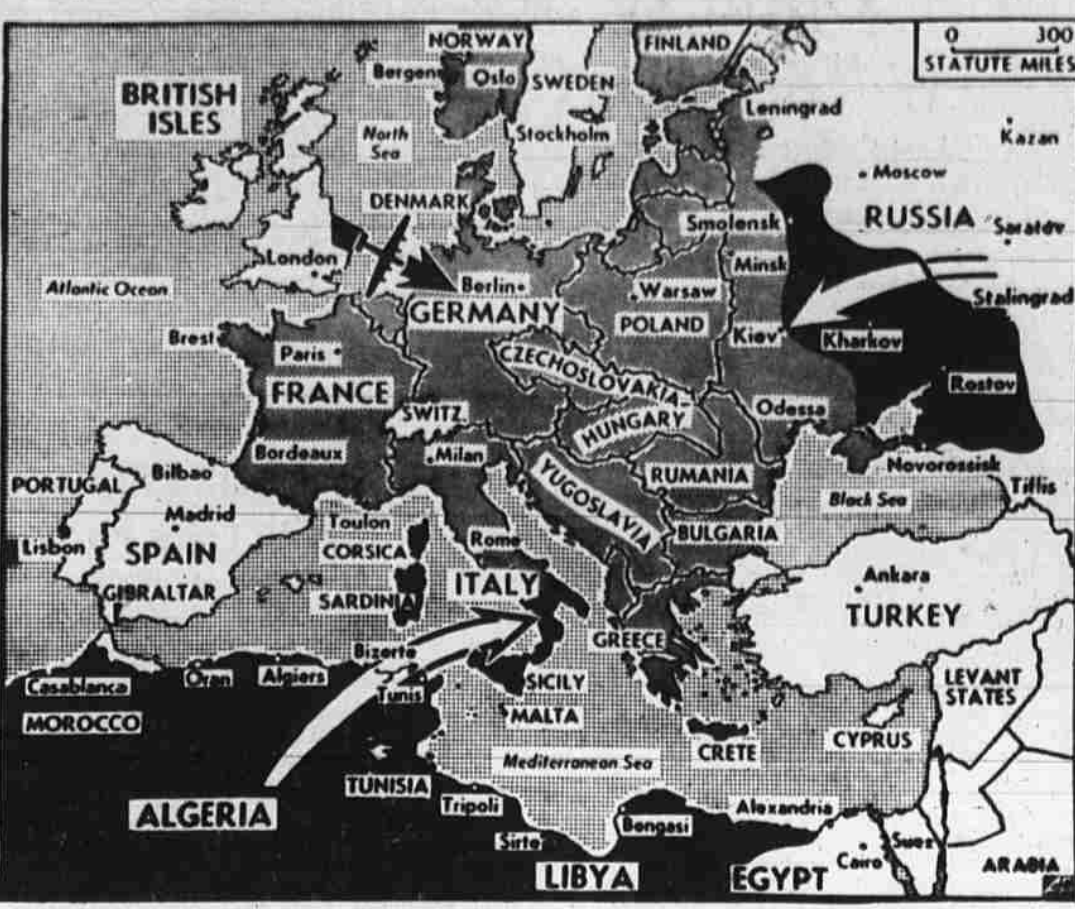 NORWAY
FINLAND
0 300
STATUTE MILES
Bergen
Oslo
SWEDEN
BRITISH
ISLES
Leningrad
Kazan
North
Sea
Stockholm
Moscow
DENMARK
Smolensk
RUSSIA
Saratov
London
Minsk
Atlantic Ocean
Berlin
Warsaw
Stalingrad
GERMANY
POLAND
Brest
Paris
Kiev
Kharkov
CZECHOSLOVAKIA-
FRANCE
Rostov
SWITZ.
HUNGARY
Odessa
Bordeaux
Milan
Bilbao
YUGOSLAVIA
RUMANIA
Novorossisk
PORTUGAL
Black Sea
Tiflis
Madrid
Toulon
Lisbon
SPAIN
CORSICA
Rome
BULGARIA
GIBRALTAR
SARDINIA
ITALY
Ankara
TURKEY
GREECE
Bizerte
Casablanca
Oran
Algiers
Tunis
SICILY
LEVANT
STATES
MOROCCO
MALTA
CRETE
CYPRUS
Mediterranean Sea
TUNISIA
ALGERIA
Tripoli
Alexandria
Sirte
Bengasi
Suez
Cairo
LIBYA
EGYPT
ARABIA